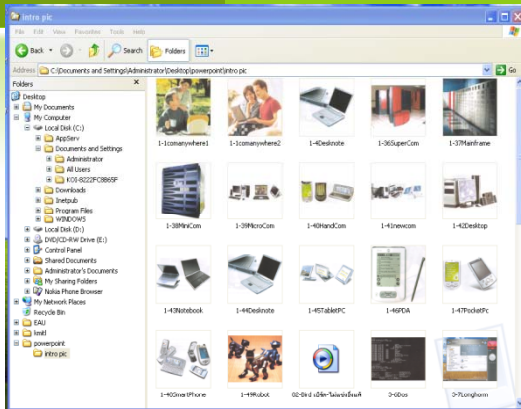 intro pic
File Edit View Favorites Tools Help
Back Search Folders
Address C:\Documents and Settings\Administrator\Desktop\powerpoint\intro pic Go
Folders
Desktop
My Documents
My Computer
Local Disk (C:)
AppServ
Documents and Settings
Administrator
All Users
KOI-8222FC8B65F
Downloads
Inetpub
Program Files
WINDOWS
Local Disk (D:)
DVD/CD-RW Drive (E:)
Control Panel
Shared Documents
Administrator's Documents
My Sharing Folders
Nokia Phone Browser
My Network Places
Recycle Bin
EAU
kmitl
powerpoint
intro pic
1-1comanywhere1 1-1comanywhere2 1-4Desknote 1-36SuperCom 1-37Mainframe
1-38MiniCom 1-39MicroCom 1-40HandCom 1-41newcom 1-42Desktop
1-43Notebook 1-44Desknote 1-45TabletPC 1-46PDA 1-47PocketPc
1-48SmartPhone 1-49Robot 02-Bird 3-6Dos 3-7Longhorn